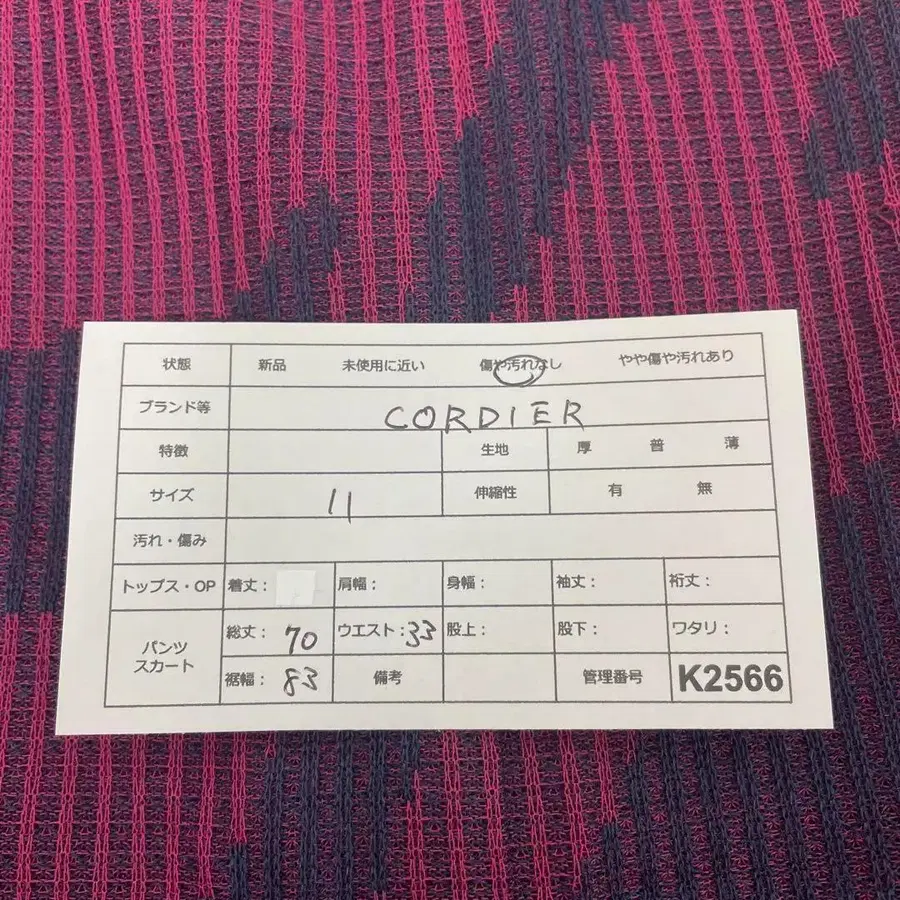 状態 新品 未使用に近い 傷や汚れなし やや傷や汚れあり
ブランド等 CORDIER
特徴 生地 厚 普 薄
サイズ 11 伸縮性 有 無
汚れ・傷み
トップス・OP 着丈： 肩幅： 身幅： 袖丈： 裄丈：
パンツ スカート 総丈： 70 ウエスト：33 股上： 股下： ワタリ：
裾幅： 83 備考 管理番号 K2566